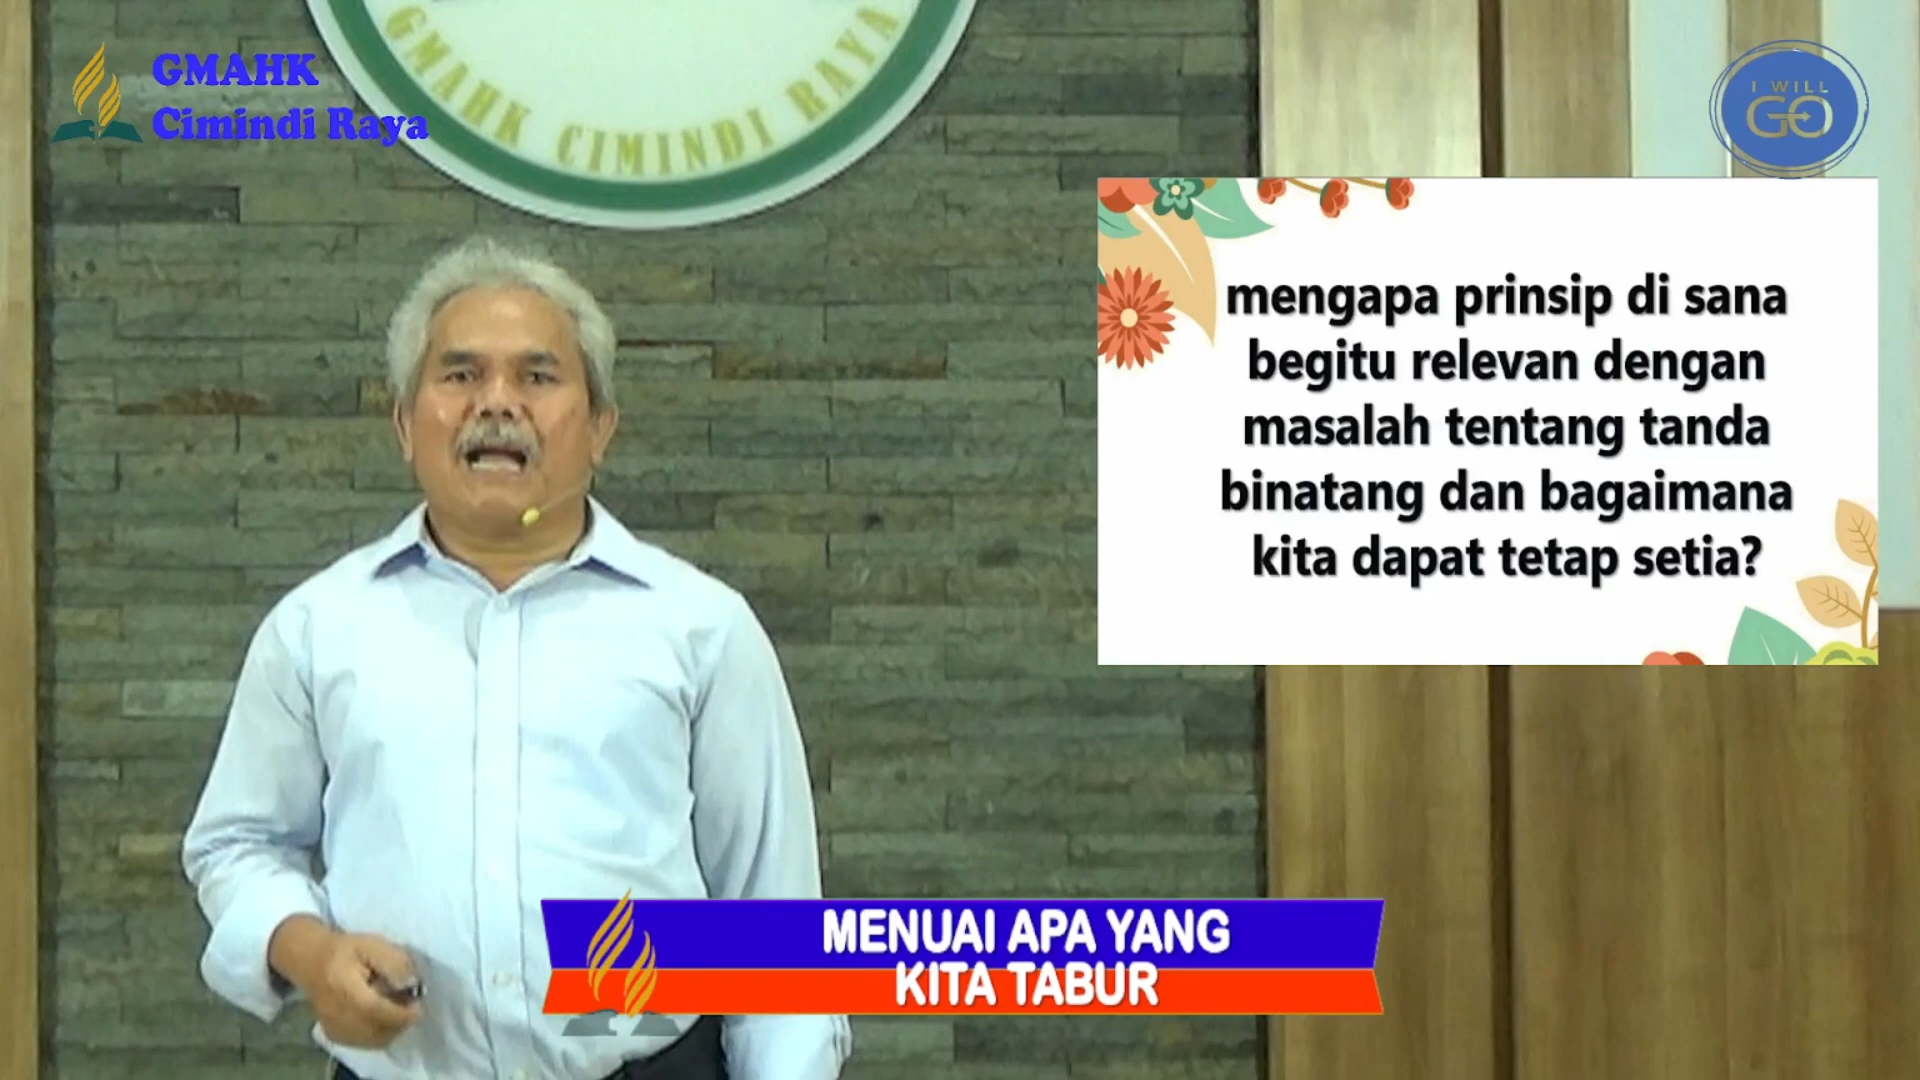 GMAHK
Cimindi Raya
GMAHK CIMINDI RAYA
I WILL
GO
mengapa prinsip di sana
begitu relevan dengan
masalah tentang tanda
binatang dan bagaimana
kita dapat tetap setia?
MENUAI APA YANG
KITA TABUR